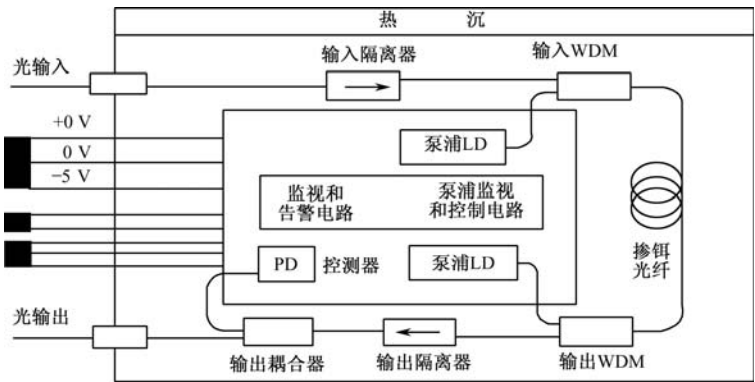 热 沉
输入隔离器
输入WDM
光输入
+0 V
0 V
−5 V
泵浦LD
监视和
告警电路
泵浦监视
和控制电路
掺铒
光纤
PD
控测器
泵浦LD
光输出
输出耦合器
输出隔离器
输出WDM